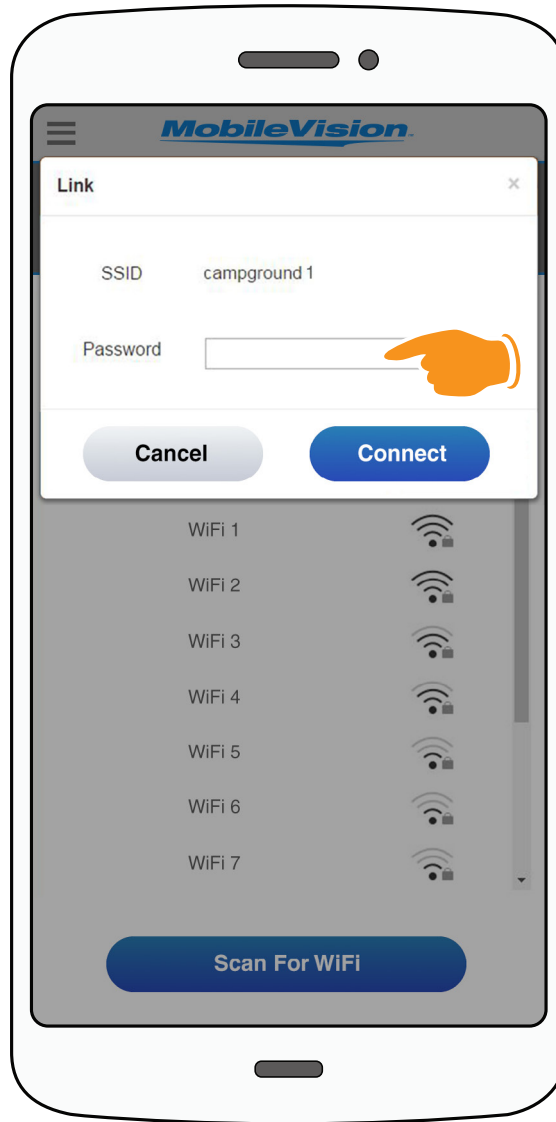 MobileVision
Link ×
SSID campground 1
Password
Cancel Connect
WiFi 1
WiFi 2
WiFi 3
WiFi 4
WiFi 5
WiFi 6
WiFi 7
Scan For WiFi